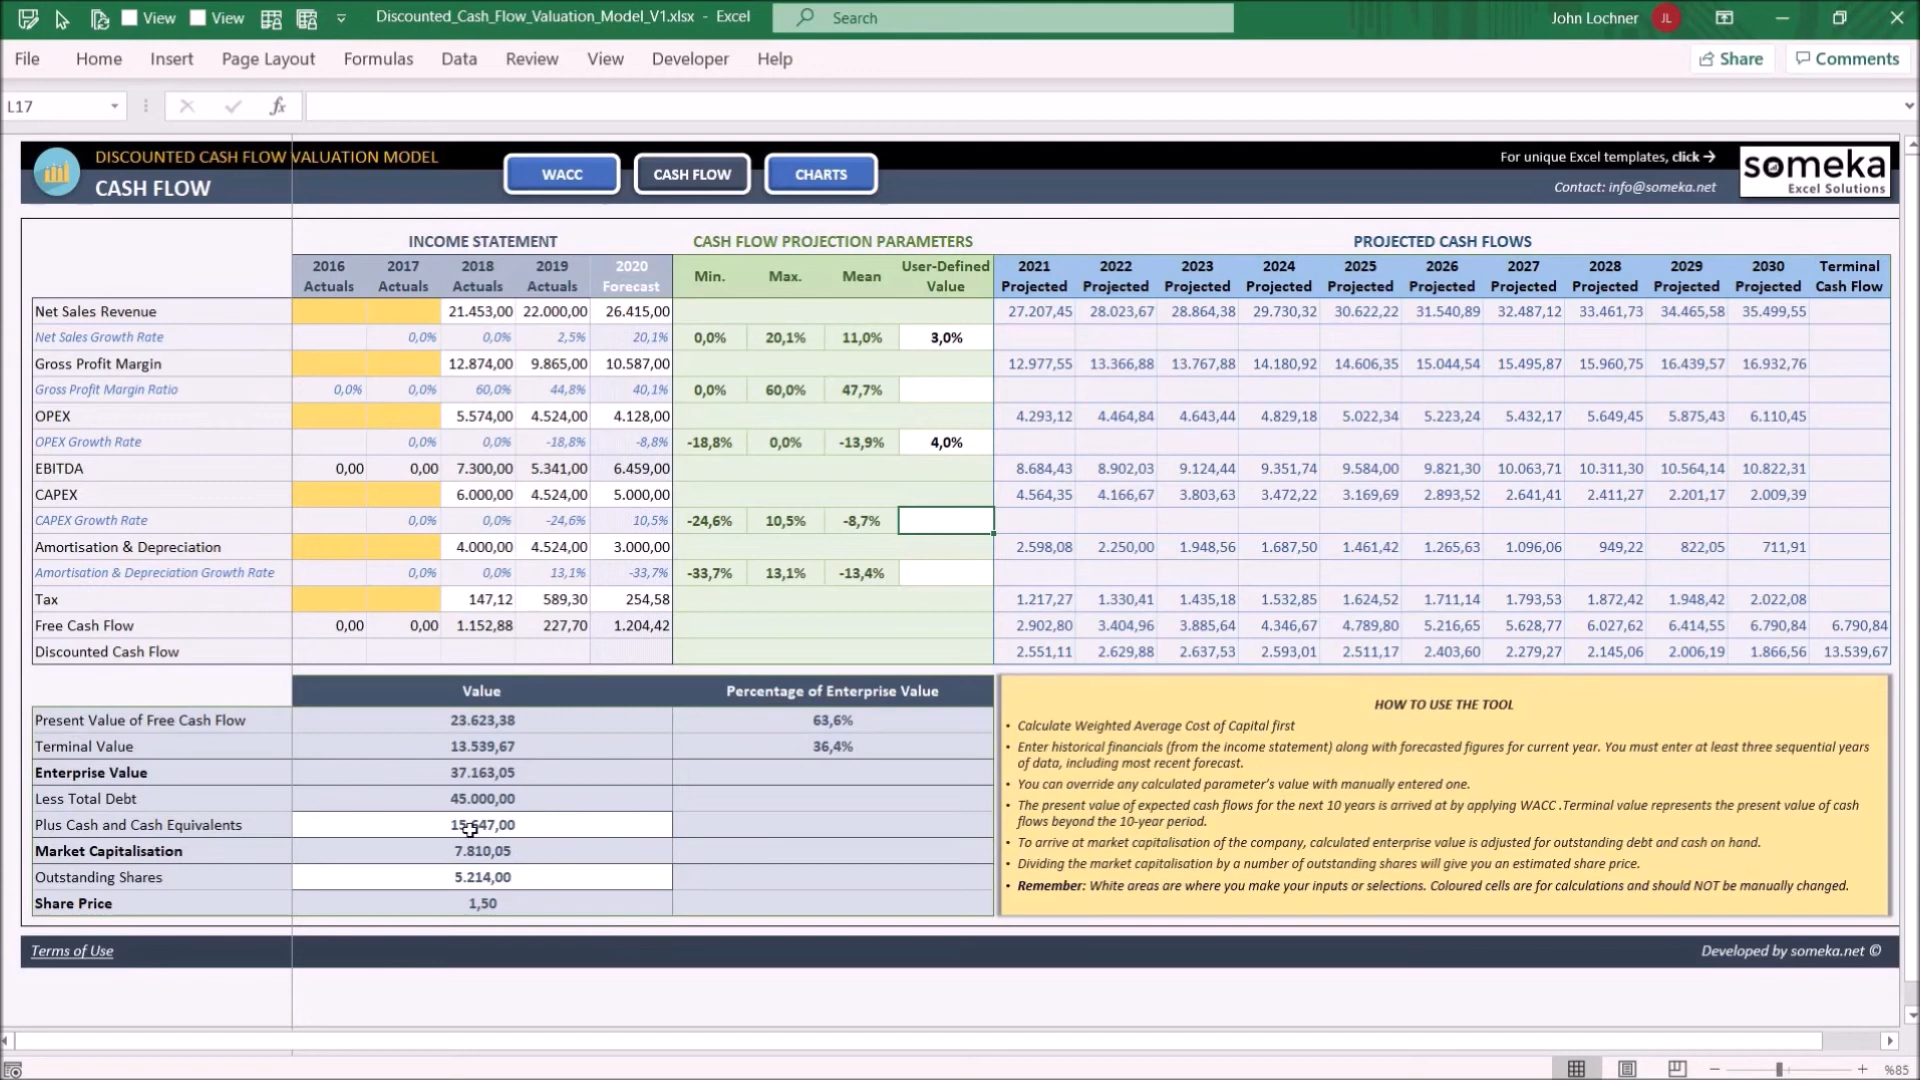 View View Discounted_Cash_Flow_Valuation_Model_V1.xlsx - Excel Search John Lochner JL
File Home Insert Page Layout Formulas Data Review View Developer Help Share Comments
L17 fx
DISCOUNTED CASH FLOW VALUATION MODEL
CASH FLOW
WACC CASH FLOW CHARTS
For unique Excel templates, click →
Contact: info@someka.net
someka
Excel Solutions
INCOME STATEMENT CASH FLOW PROJECTION PARAMETERS PROJECTED CASH FLOWS
2016 Actuals 2017 Actuals 2018 Actuals 2019 Actuals 2020 Forecast Min. Max. Mean User-Defined Value 2021 Projected 2022 Projected 2023 Projected 2024 Projected 2025 Projected 2026 Projected 2027 Projected 2028 Projected 2029 Projected 2030 Projected Terminal Cash Flow
Net Sales Revenue 21.453,00 22.000,00 26.415,00 27.207,45 28.023,67 28.864,38 29.730,32 30.622,22 31.540,89 32.487,12 33.461,73 34.465,58 35.499,55
Net Sales Growth Rate 0,0% 0,0% 2,5% 20,1% 0,0% 20,1% 11,0% 3,0%
Gross Profit Margin 12.874,00 9.865,00 10.587,00 12.977,55 13.366,88 13.767,88 14.180,92 14.606,35 15.044,54 15.495,87 15.960,75 16.439,57 16.932,76
Gross Profit Margin Ratio 0,0% 0,0% 60,0% 44,8% 40,1% 0,0% 60,0% 47,7%
OPEX 5.574,00 4.524,00 4.128,00 4.293,12 4.464,84 4.643,44 4.829,18 5.022,34 5.223,24 5.432,17 5.649,45 5.875,43 6.110,45
OPEX Growth Rate 0,0% 0,0% -18,8% -8,8% -18,8% 0,0% -13,9% 4,0%
EBITDA 0,00 0,00 7.300,00 5.341,00 6.459,00 8.684,43 8.902,03 9.124,44 9.351,74 9.584,00 9.821,30 10.063,71 10.311,30 10.564,14 10.822,31
CAPEX 6.000,00 4.524,00 5.000,00 4.564,35 4.166,67 3.803,63 3.472,22 3.169,69 2.893,52 2.641,41 2.411,27 2.201,17 2.009,39
CAPEX Growth Rate 0,0% 0,0% -24,6% 10,5% -24,6% 10,5% -8,7%
Amortisation & Depreciation 4.000,00 4.524,00 3.000,00 2.598,08 2.250,00 1.948,56 1.687,50 1.461,42 1.265,63 1.096,06 949,22 822,05 711,91
Amortisation & Depreciation Growth Rate 0,0% 0,0% 13,1% -33,7% -33,7% 13,1% -13,4%
Tax 147,12 589,30 254,58 1.217,27 1.330,41 1.435,18 1.532,85 1.624,52 1.711,14 1.793,53 1.872,42 1.948,42 2.022,08
Free Cash Flow 0,00 0,00 1.152,88 227,70 1.204,42 2.902,80 3.404,96 3.885,64 4.346,67 4.789,80 5.216,65 5.628,77 6.027,62 6.414,55 6.790,84 6.790,84
Discounted Cash Flow 2.551,11 2.629,88 2.637,53 2.593,01 2.511,17 2.403,60 2.279,27 2.145,06 2.006,19 1.866,56 13.539,67
Value Percentage of Enterprise Value
Present Value of Free Cash Flow 23.623,38 63,6%
Terminal Value 13.539,67 36,4%
Enterprise Value 37.163,05
Less Total Debt 45.000,00
Plus Cash and Cash Equivalents 15.647,00
Market Capitalisation 7.810,05
Outstanding Shares 5.214,00
Share Price 1,50
HOW TO USE THE TOOL
• Calculate Weighted Average Cost of Capital first
• Enter historical financials (from the income statement) along with forecasted figures for current year. You must enter at least three sequential years
of data, including most recent forecast.
• You can override any calculated parameter's value with manually entered one.
• The present value of expected cash flows for the next 10 years is arrived at by applying WACC .Terminal value represents the present value of cash
flows beyond the 10-year period.
• To arrive at market capitalisation of the company, calculated enterprise value is adjusted for outstanding debt and cash on hand.
• Dividing the market capitalisation by a number of outstanding shares will give you an estimated share price.
• Remember: White areas are where you make your inputs or selections. Coloured cells are for calculations and should NOT be manually changed.
Terms of Use Developed by someka.net ©
%85